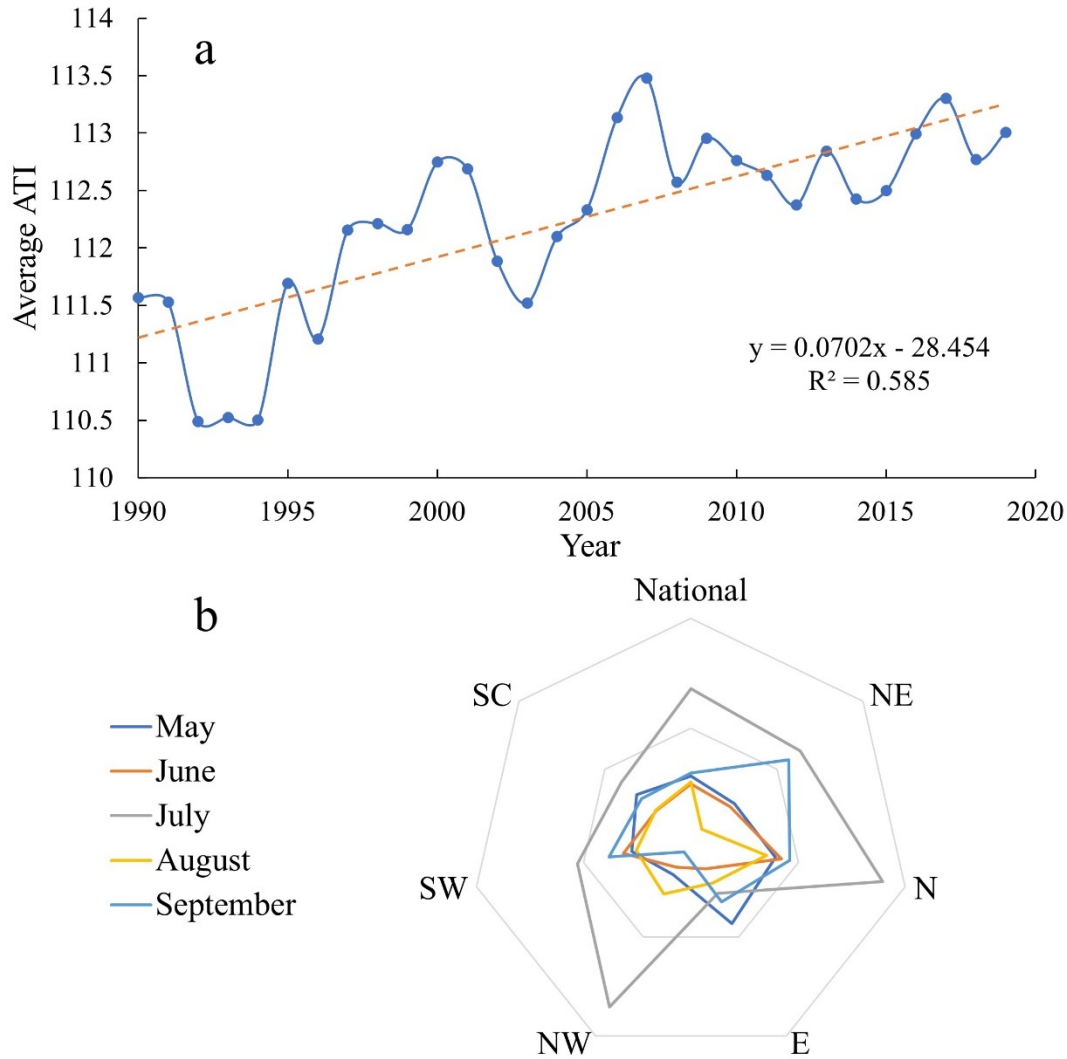 a
114
113.5
113
112.5
112
111.5
111
110.5
110
Average ATI
y = 0.0702x - 28.454
R² = 0.585
1990 1995 2000 2005 2010 2015 2020
Year
b
National
NE
N
E
NW
SW
SC
May
June
July
August
September